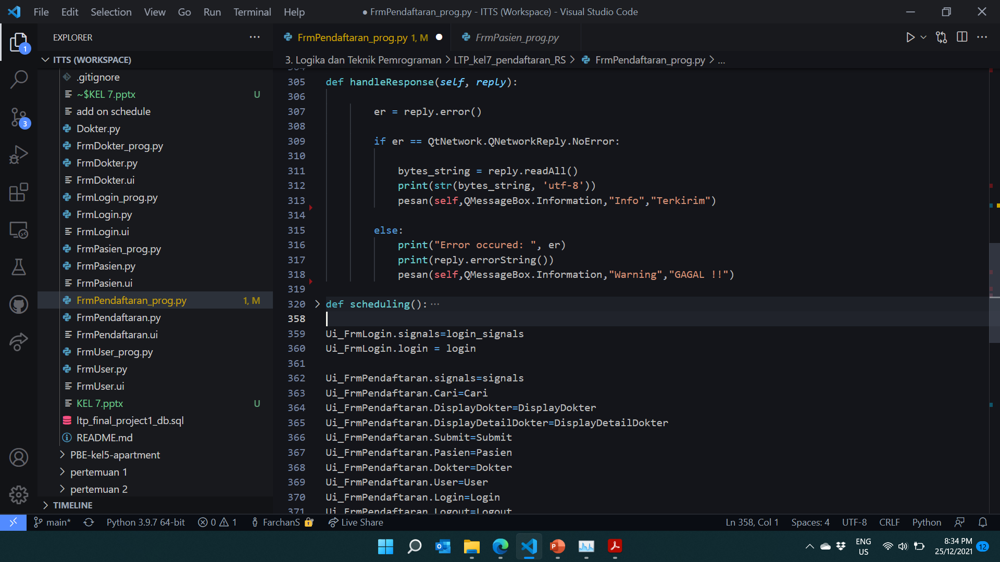 File Edit Selection View Go Run Terminal Help
● FrmPendaftaran_prog.py - ITTS (Workspace) - Visual Studio Code
EXPLORER
ITTS (WORKSPACE)
.gitignore
~$KEL 7.pptx U
add on schedule
Dokter.py
FrmDokter_prog.py
FrmDokter.py
FrmDokter.ui
FrmLogin_prog.py
FrmLogin.py
FrmLogin.ui
FrmPasien_prog.py
FrmPasien.py
FrmPasien.ui
FrmPendaftaran_prog.py 1, M
FrmPendaftaran.py
FrmPendaftaran.ui
FrmUser_prog.py
FrmUser.py
FrmUser.ui
KEL 7.pptx U
ltp_final_project1_db.sql
README.md
PBE-kel5-apartment
pertemuan 1
pertemuan 2
TIMELINE
1
3
FrmPendaftaran_prog.py 1, M
FrmPasien_prog.py
3. Logika dan Teknik Pemrograman > LTP_kel7_pendaftaran_RS > FrmPendaftaran_prog.py > ...
304
305 def handleResponse(self, reply):
306
307 er = reply.error()
308
309 if er == QtNetwork.QNetworkReply.NoError:
310
311 bytes_string = reply.readAll()
312 print(str(bytes_string, 'utf-8'))
313 pesan(self,QMessageBox.Information,"Info","Terkirim")
314
315 else:
316 print("Error occured: ", er)
317 print(reply.errorString())
318 pesan(self,QMessageBox.Information,"Warning","GAGAL !!")
319
320 def scheduling():···
358
359 Ui_FrmLogin.signals=login_signals
360 Ui_FrmLogin.login = login
361
362 Ui_FrmPendaftaran.signals=signals
363 Ui_FrmPendaftaran.Cari=Cari
364 Ui_FrmPendaftaran.DisplayDokter=DisplayDokter
365 Ui_FrmPendaftaran.DisplayDetailDokter=DisplayDetailDokter
366 Ui_FrmPendaftaran.Submit=Submit
367 Ui_FrmPendaftaran.Pasien=Pasien
368 Ui_FrmPendaftaran.Dokter=Dokter
369 Ui_FrmPendaftaran.User=User
370 Ui_FrmPendaftaran.Login=Login
371 Ui_FrmPendaftaran.Logout=Logout
main* Python 3.9.7 64-bit 0 1 FarchanS Live Share Ln 358, Col 1 Spaces: 4 UTF-8 CRLF Python
ENG
US
8:34 PM
25/12/2021
12